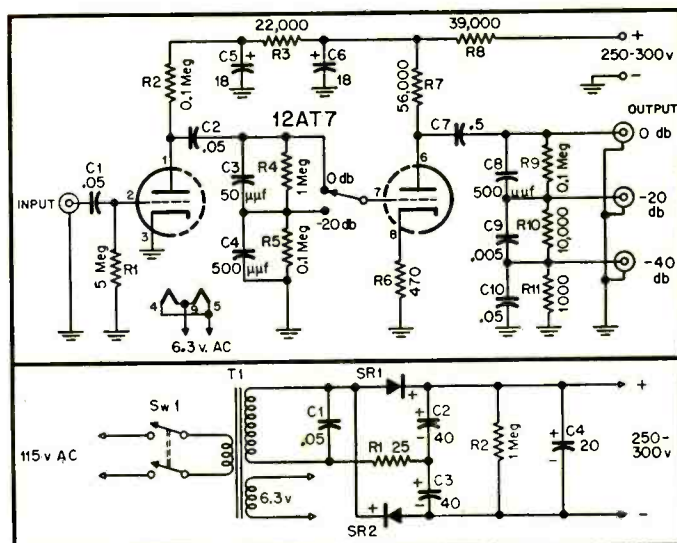 22,000
R3
39,000
R8
+
250-300v
-
R2
0.1 Meg
C5 +
18
+ C6
18
R7
56,000
OUTPUT
0 db
-20
db
-40
db
C7 .5
12AT7
C2
.05
C1
.05
INPUT
1
2
3
5 Meg
R1
C3
50 μμf
R4
1 Meg
0 db
-20 db
C4
500
μμf
R5
0.1 Meg
6
7
8
R6
470
C8
500 μμf
R9
0.1 Meg
C9
.005
R10
10,000
C10
.05
R11
1000
4
9
5
6.3 v. AC
T1
Sw1
115 v AC
6.3 v
C1
.05
SR1
+
R1 25
+ C2
- 40
+ C3
- 40
+
SR2
R2
1 Meg
+ C4
- 20
+
250-
300v
-